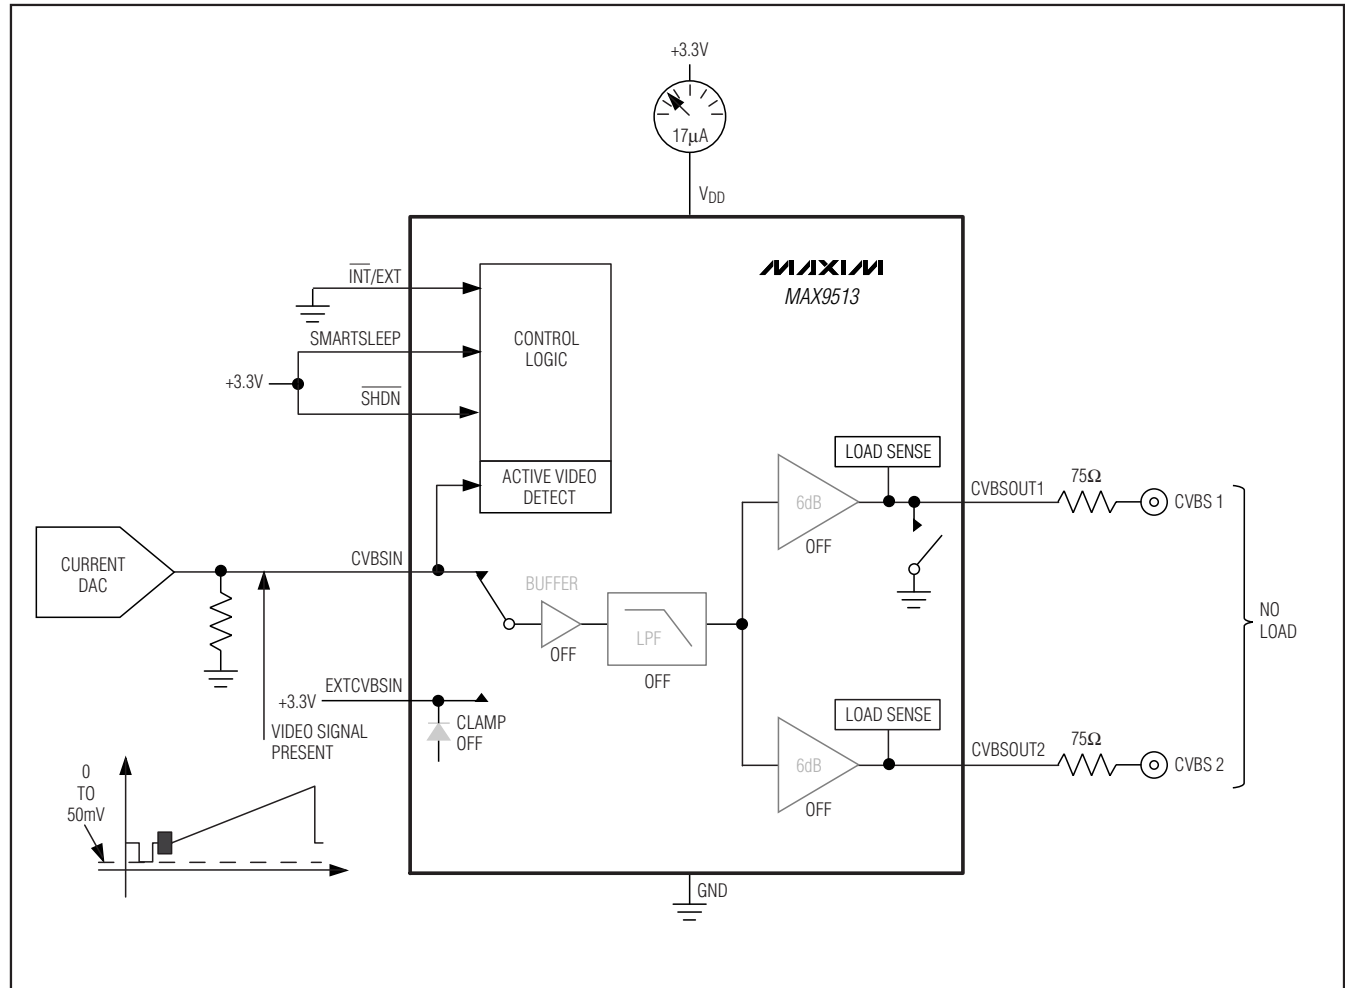 +3.3V
17µA
VDD
INT/EXT
SMARTSLEEP
+3.3V
SHDN
CONTROL
LOGIC
ACTIVE VIDEO
DETECT
MAXIM
MAX9513
LOAD SENSE
6dB
OFF
CVBSOUT1
75Ω
CVBS 1
CURRENT
DAC
CVBSIN
BUFFER
OFF
LPF
OFF
NO
LOAD
+3.3V
EXTCVBSIN
CLAMP
OFF
VIDEO SIGNAL
PRESENT
LOAD SENSE
6dB
OFF
CVBSOUT2
75Ω
CVBS 2
0
TO
50mV
GND